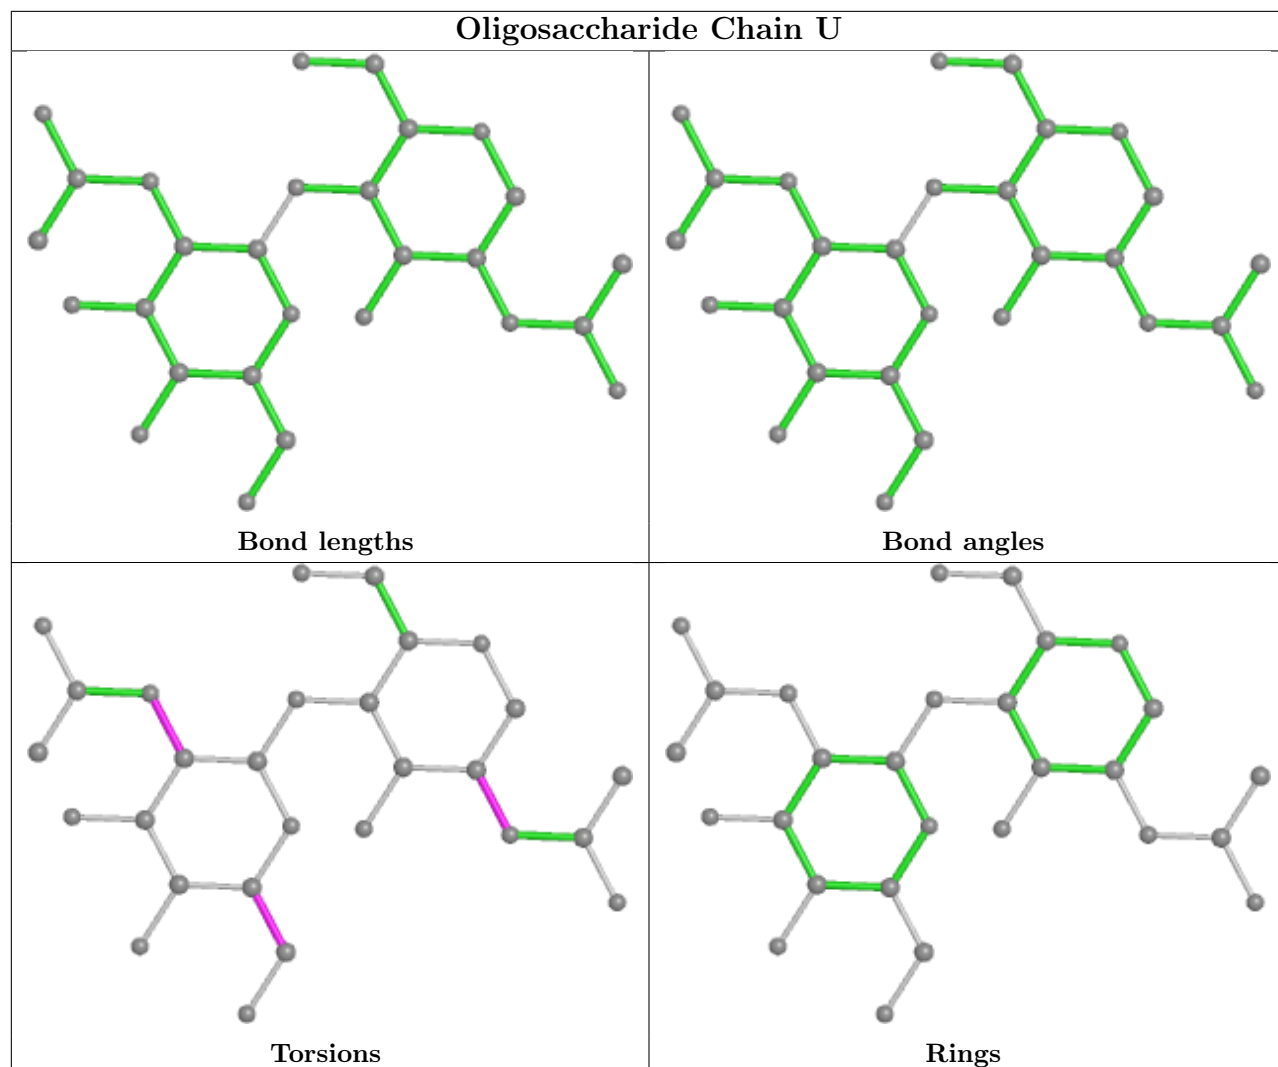 Oligosaccharide Chain U
Bond lengths
Bond angles
Torsions
Rings